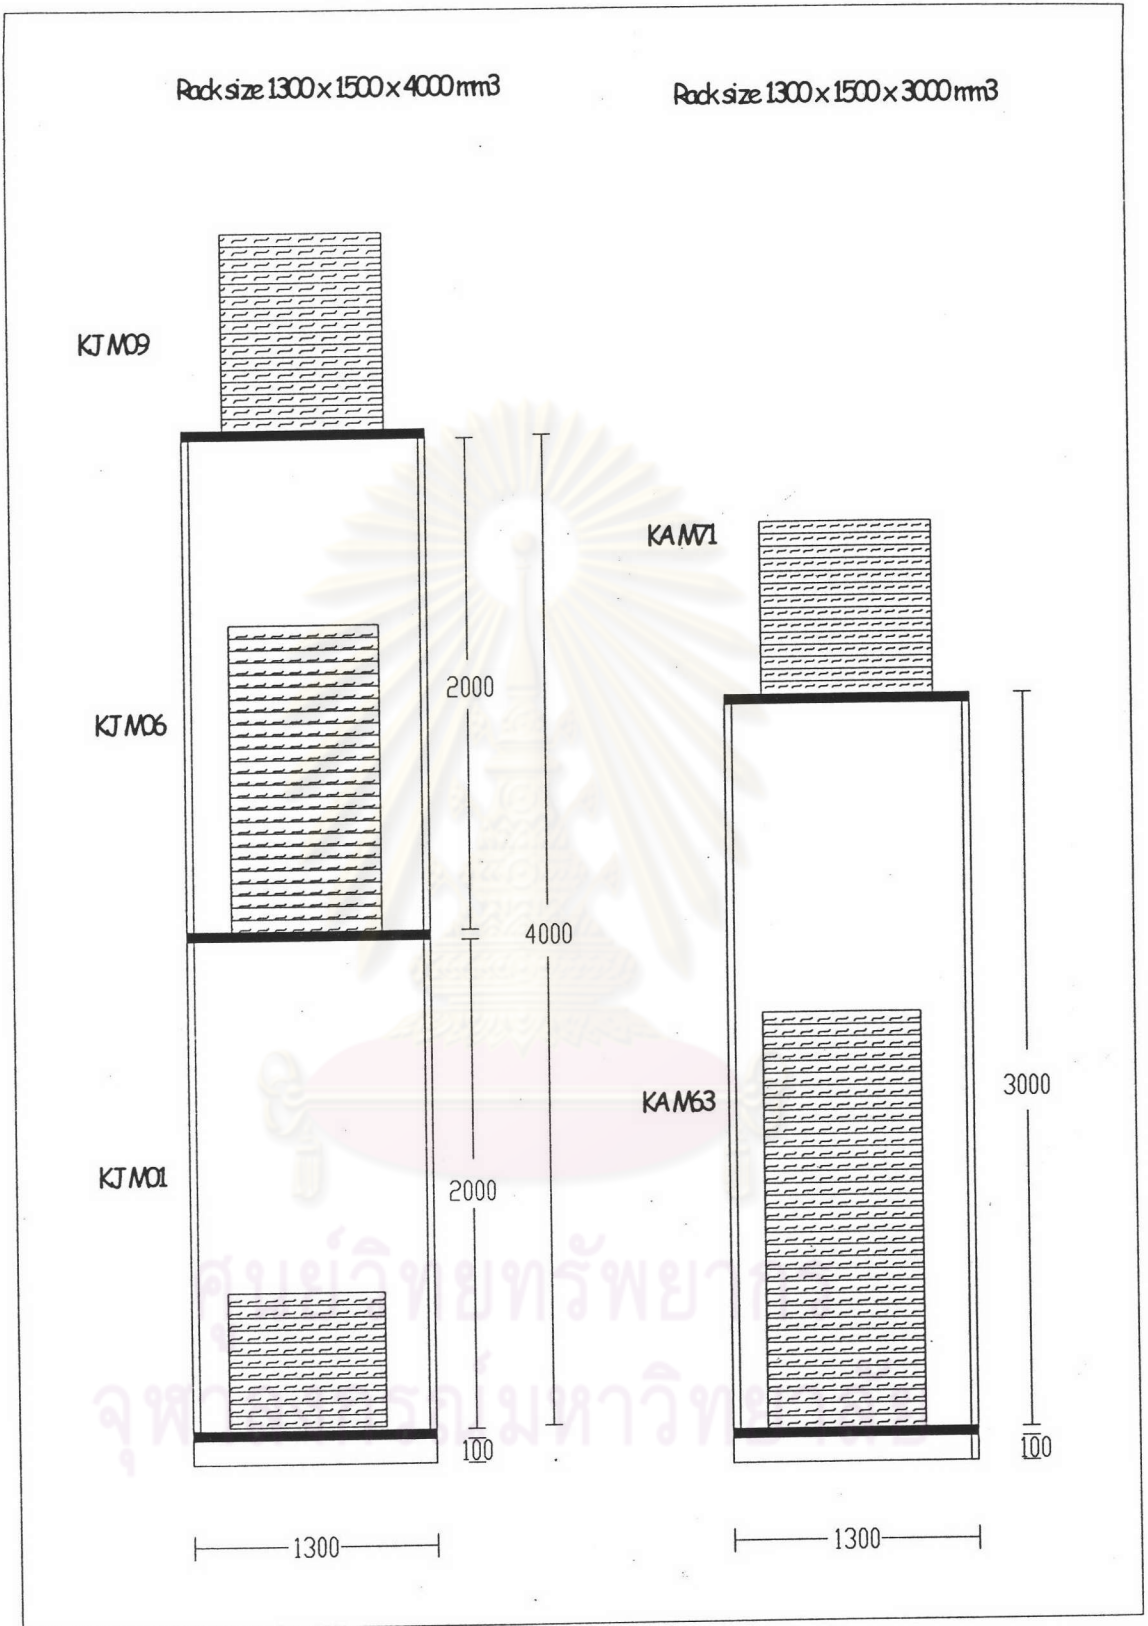 Rack size 1300 x 1500 x 4000 mm3
Rack size 1300 x 1500 x 3000 mm3
KJM09
KAM71
KJM06
2000
4000
3000
KAM63
KJM01
2000
ศูนย์วิทยทรัพยากร
จุฬาลงกรณ์มหาวิทยาลัย
100
100
1300
1300